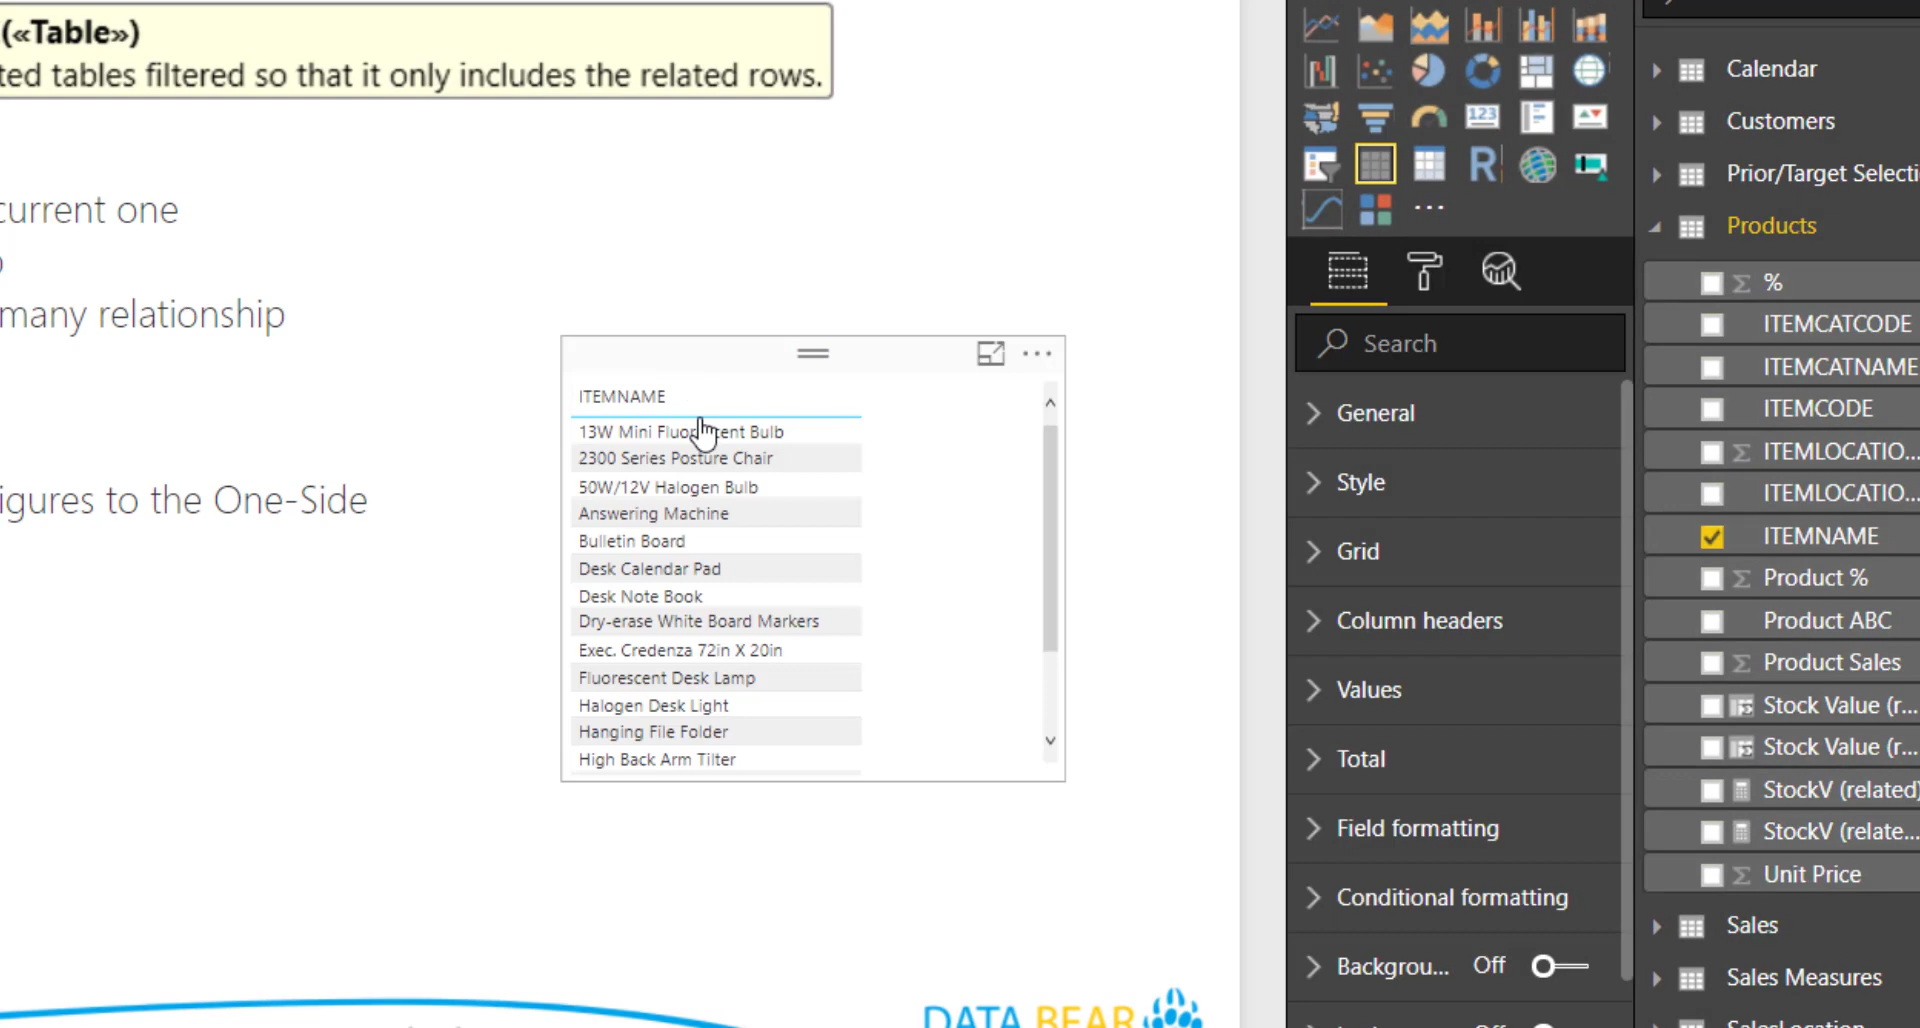 («Table»)
ted tables filtered so that it only includes the related rows.
current one
many relationship
igures to the One-Side
ITEMNAME
13W Mini Fluor cent Bulb
2300 Series Posture Chair
50W/12V Halogen Bulb
Answering Machine
Bulletin Board
Desk Calendar Pad
Desk Note Book
Dry-erase White Board Markers
Exec. Credenza 72in X 20in
Fluorescent Desk Lamp
Halogen Desk Light
Hanging File Folder
High Back Arm Tilter
DATA BEAR
123
R
Search
General
Style
Grid
Column headers
Values
Total
Field formatting
Conditional formatting
Backgrou... Off
Calendar
Customers
Prior/Target Selecti
Products
Σ %
ITEMCATCODE
ITEMCATNAME
ITEMCODE
Σ ITEMLOCATIO...
ITEMLOCATIO...
ITEMNAME
Σ Product %
Product ABC
Σ Product Sales
Stock Value (r...
Stock Value (r...
StockV (related)
StockV (relate...
Σ Unit Price
Sales
Sales Measures